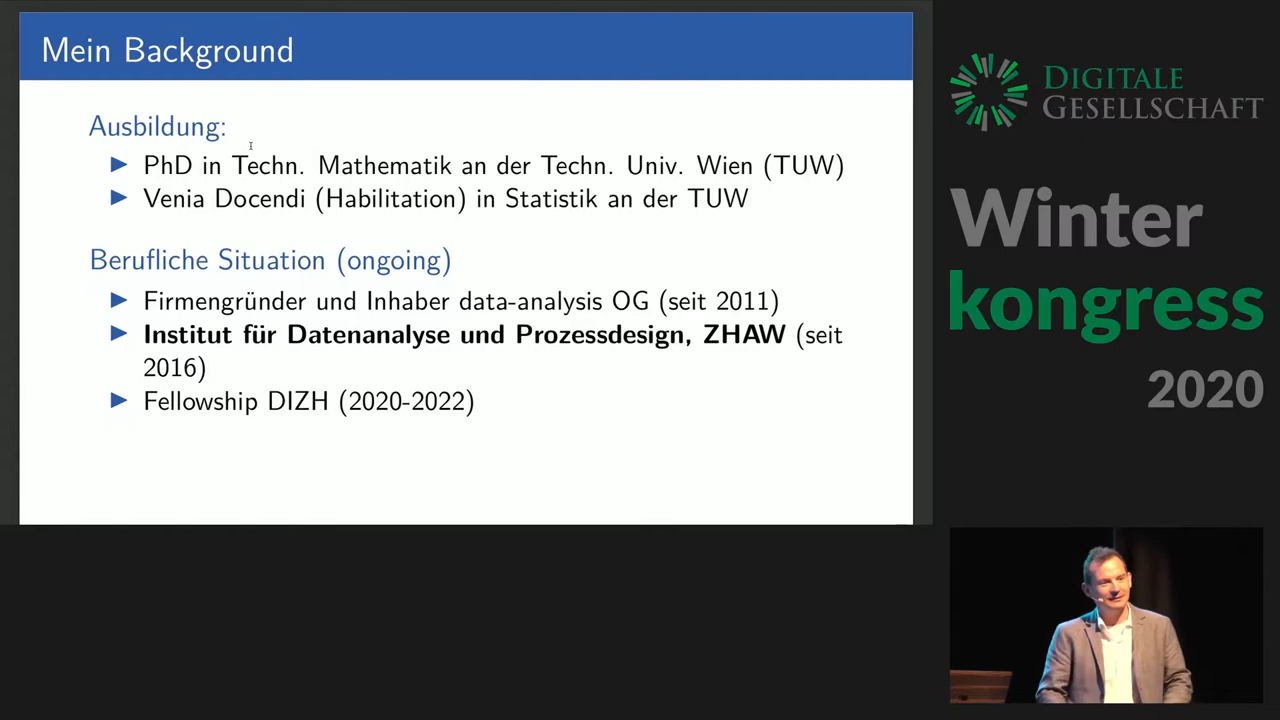 Mein Background
Ausbildung:
PhD in Techn. Mathematik an der Techn. Univ. Wien (TUW)
Venia Docendi (Habilitation) in Statistik an der TUW
Berufliche Situation (ongoing)
Firmengründer und Inhaber data-analysis OG (seit 2011)
Institut für Datenanalyse und Prozessdesign, ZHAW (seit
2016)
Fellowship DIZH (2020-2022)
DIGITALE
GESELLSCHAFT
Winter
kongress
2020